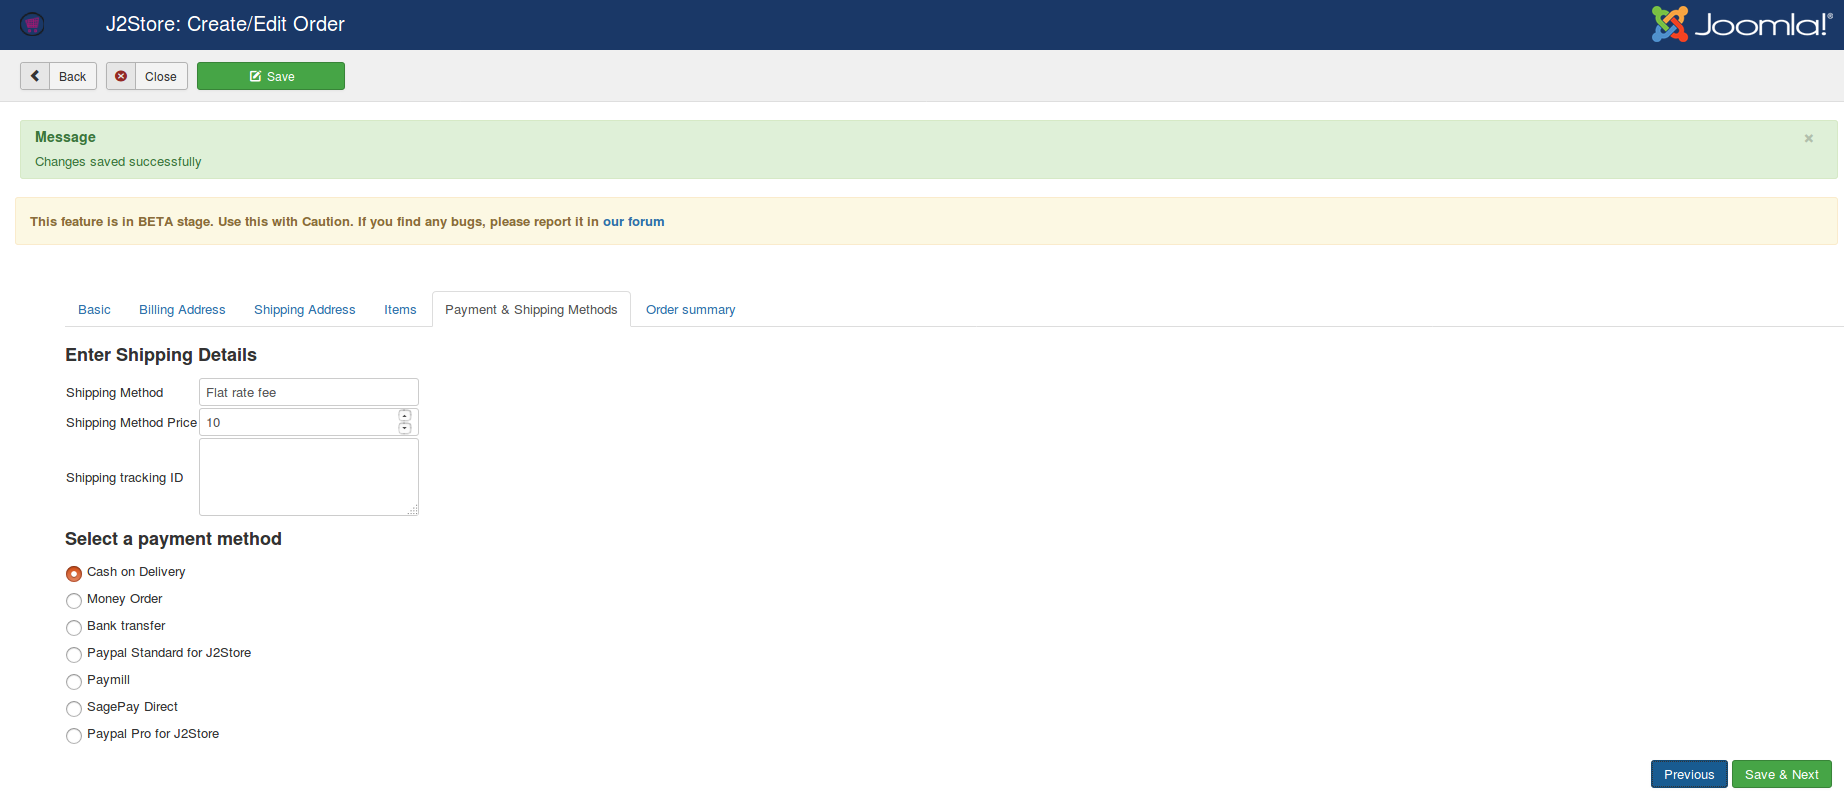 J2Store: Create/Edit Order
Joomla!®
Back
Close
Save
Message
×
Changes saved successfully
This feature is in BETA stage. Use this with Caution. If you find any bugs, please report it in our forum
Basic
Billing Address
Shipping Address
Items
Payment & Shipping Methods
Order summary
Enter Shipping Details
Shipping Method
Flat rate fee
Shipping Method Price
10
Shipping tracking ID
Select a payment method
Cash on Delivery
Money Order
Bank transfer
Paypal Standard for J2Store
Paymill
SagePay Direct
Paypal Pro for J2Store
Previous
Save & Next